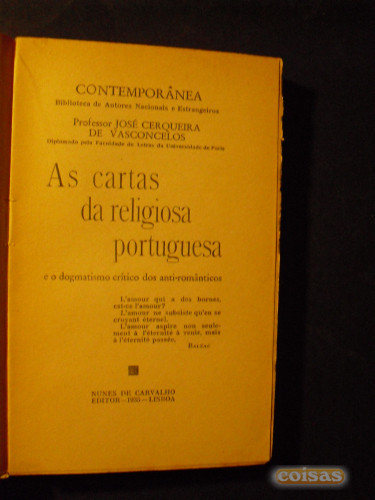 CONTEMPORÂNEA
Biblioteca de Autores Nacionais e Estrangeiros
Professor JOSÉ CERQUEIRA
DE VASCONCELOS
Diplomado pela Faculdade de Letras da Universidade de Paris
As cartas
da religiosa
portuguesa
e o dogmatismo crítico dos anti-românticos
L'amour qui a des bornes,
est-ce l'amour?
L'amour ne subsiste qu'en se
croyant éternel.
L'amour aspire non seule-
ment à l'éternité à venir, mais
à l'éternité passée.
BALZAC
NUNES DE CARVALHO
EDITOR—1935—LISBOA
coisas